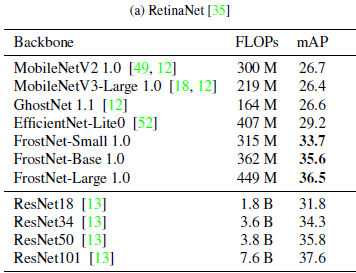 (a) RetinaNet [35]
Backbone FLOPs mAP
MobileNetV2 1.0 [49, 12] 300 M 26.7
MobileNetV3-Large 1.0 [18, 12] 219 M 26.4
GhostNet 1.1 [12] 164 M 26.6
EfficientNet-Lite0 [52] 407 M 29.2
FrostNet-Small 1.0 315 M 33.7
FrostNet-Base 1.0 362 M 35.6
FrostNet-Large 1.0 449 M 36.5
ResNet18 [13] 1.8 B 31.8
ResNet34 [13] 3.6 B 34.3
ResNet50 [13] 3.8 B 35.8
ResNet101 [13] 7.6 B 37.6